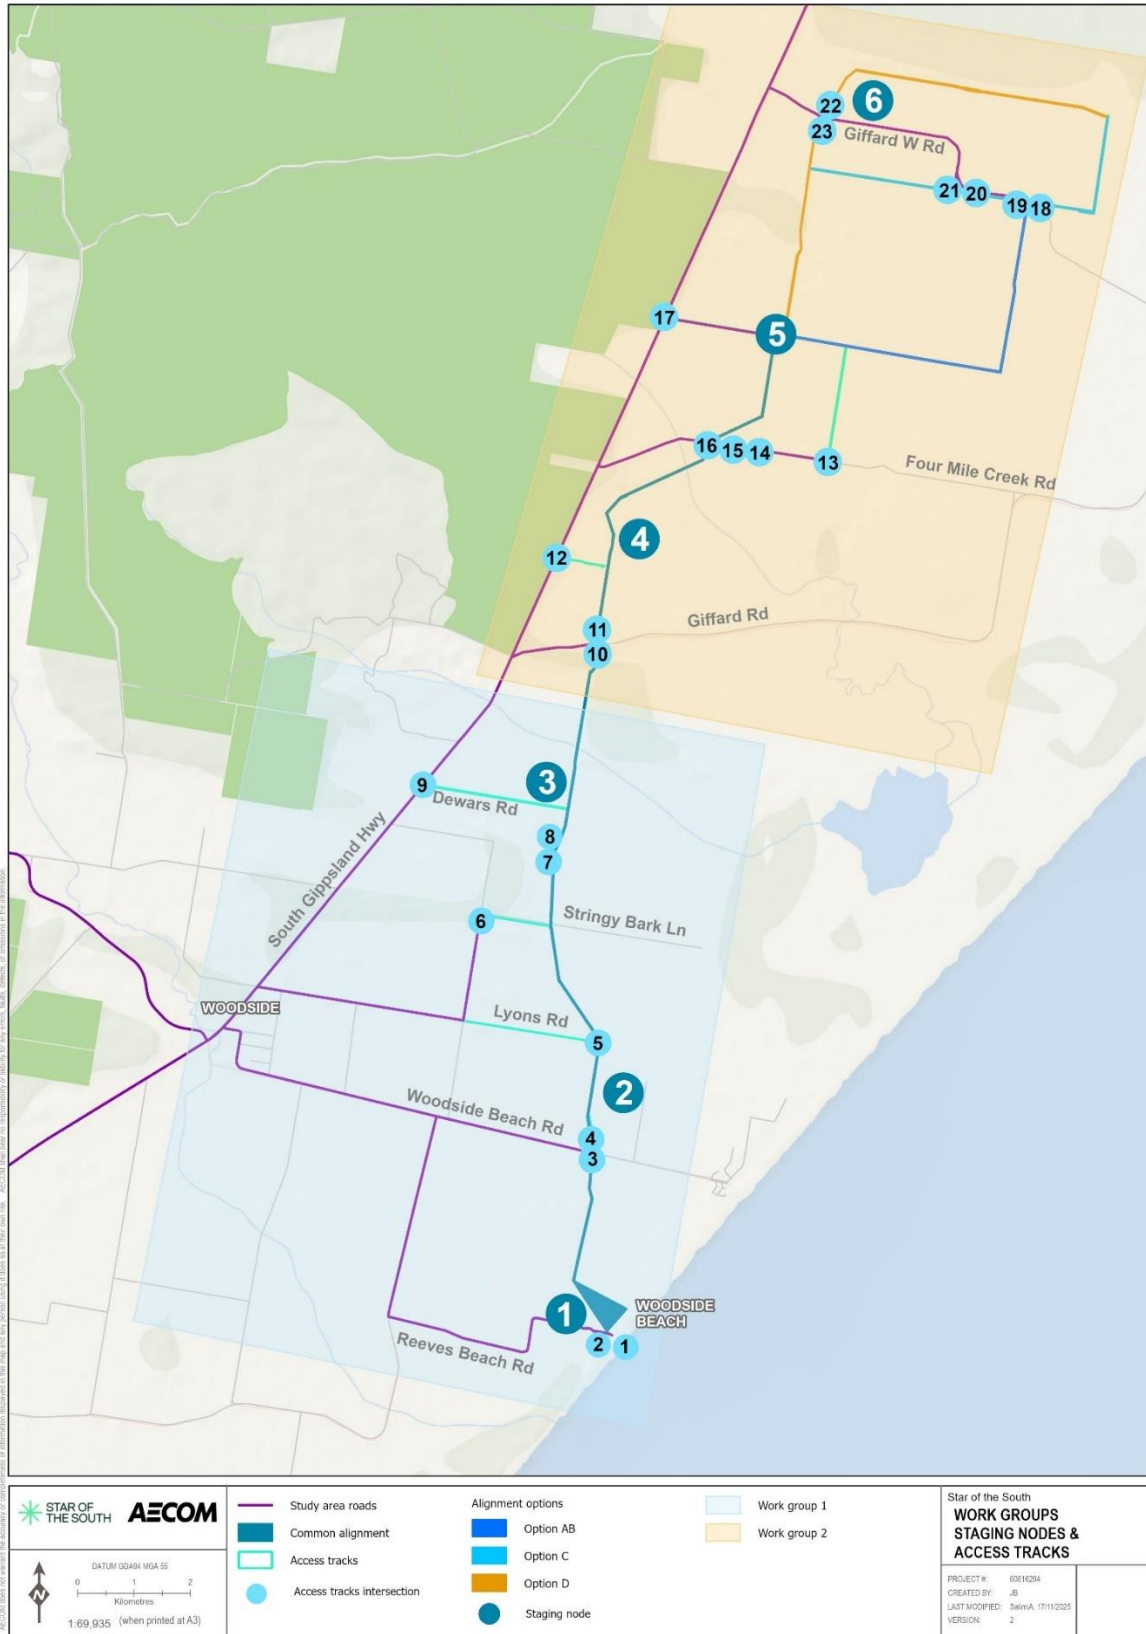 22
6
23
Giffard W Rd
21
20
19
18
17
5
16
15
14
13
Four Mile Creek Rd
4
12
11
Giffard Rd
10
3
9
Dewars Rd
8
7
South Gippsland Hwy
6
Stringy Bark Ln
WOODSIDE
Lyons Rd
5
2
Woodside Beach Rd
4
3
1
WOODSIDE
BEACH
2
1
Reeves Beach Rd
STAR OF
THE SOUTH
AECOM
DATUM GDA94 MGA 55
0 1 2
Kilometres
N
1:69,935 (when printed at A3)
Study area roads
Common alignment
Access tracks
Access tracks intersection
Alignment options
Option AB
Option C
Option D
Staging node
Work group 1
Work group 2
Star of the South
WORK GROUPS
STAGING NODES &
ACCESS TRACKS
PROJECT #: 60616204
CREATED BY: JB
LAST MODIFIED: SalimA: 17/11/2025
VERSION: 2